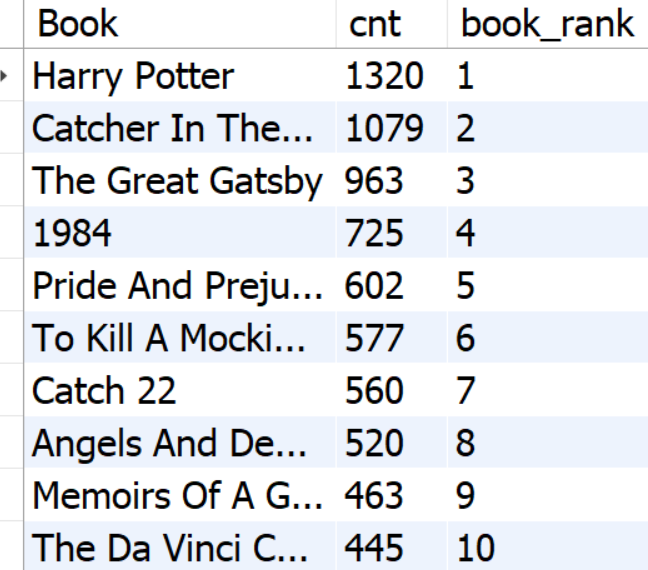 Book cnt book_rank
Harry Potter 1320 1
Catcher In The... 1079 2
The Great Gatsby 963 3
1984 725 4
Pride And Preju... 602 5
To Kill A Mocki... 577 6
Catch 22 560 7
Angels And De... 520 8
Memoirs Of A G... 463 9
The Da Vinci C... 445 10